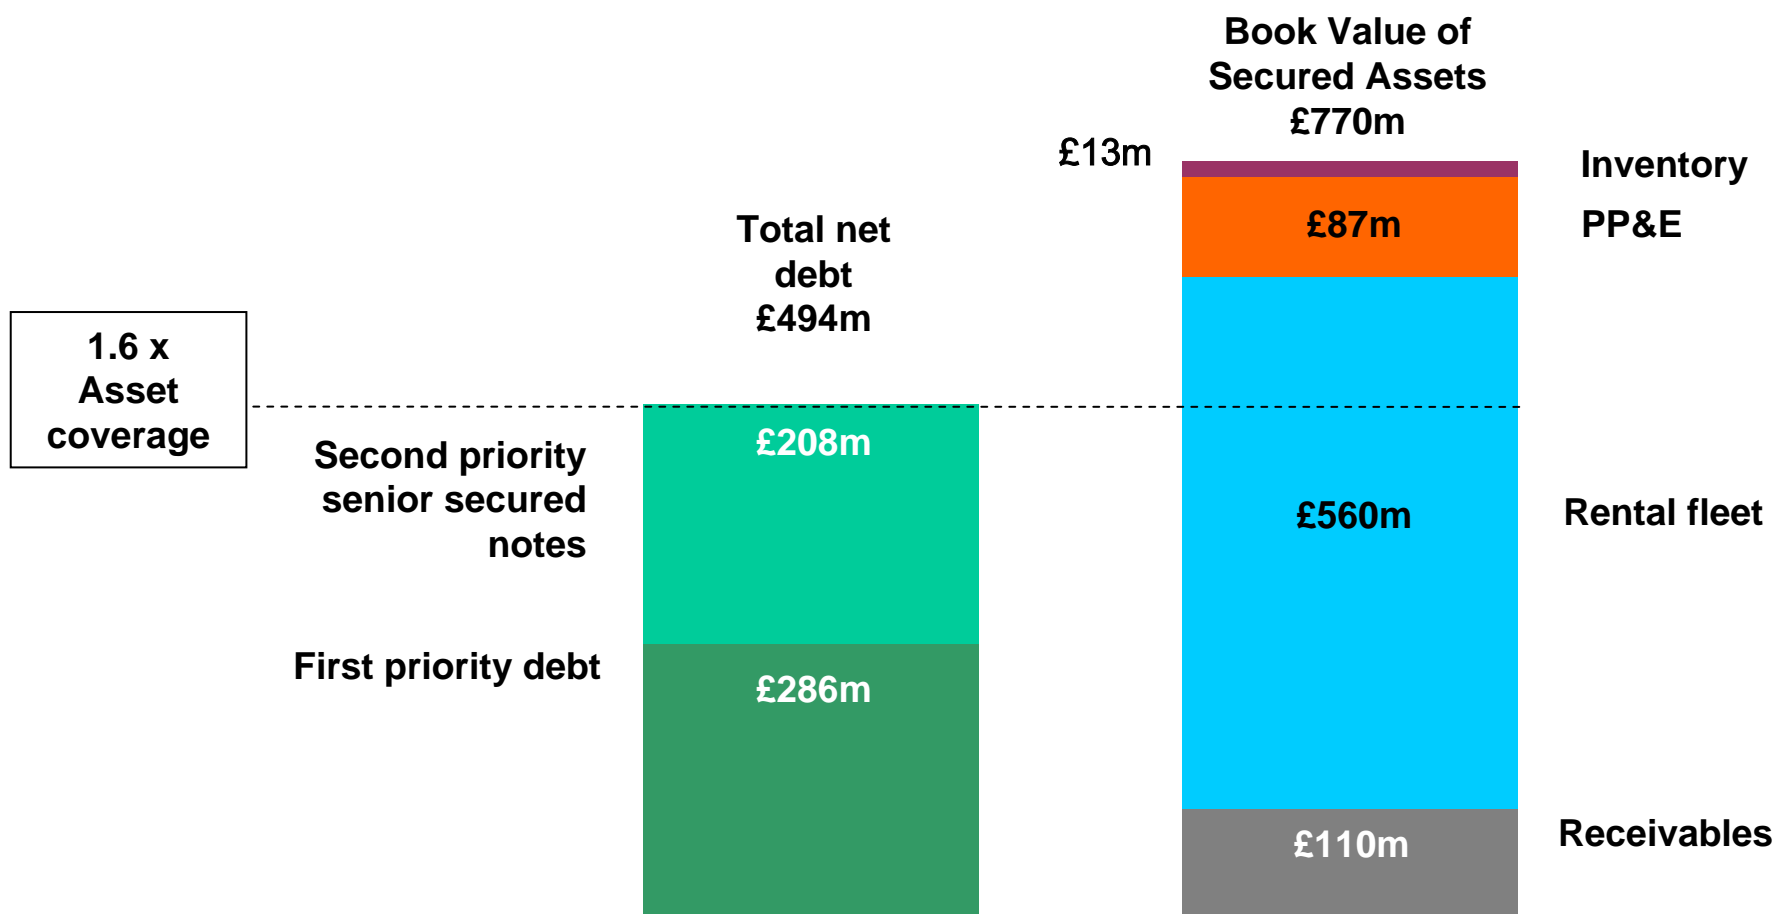 Book Value of
Secured Assets
£770m
£13m
Inventory
£87m
PP&E
Total net
debt
£494m
1.6 x
Asset
coverage
£208m
Second priority
senior secured
notes
£560m
Rental fleet
First priority debt
£286m
£110m
Receivables